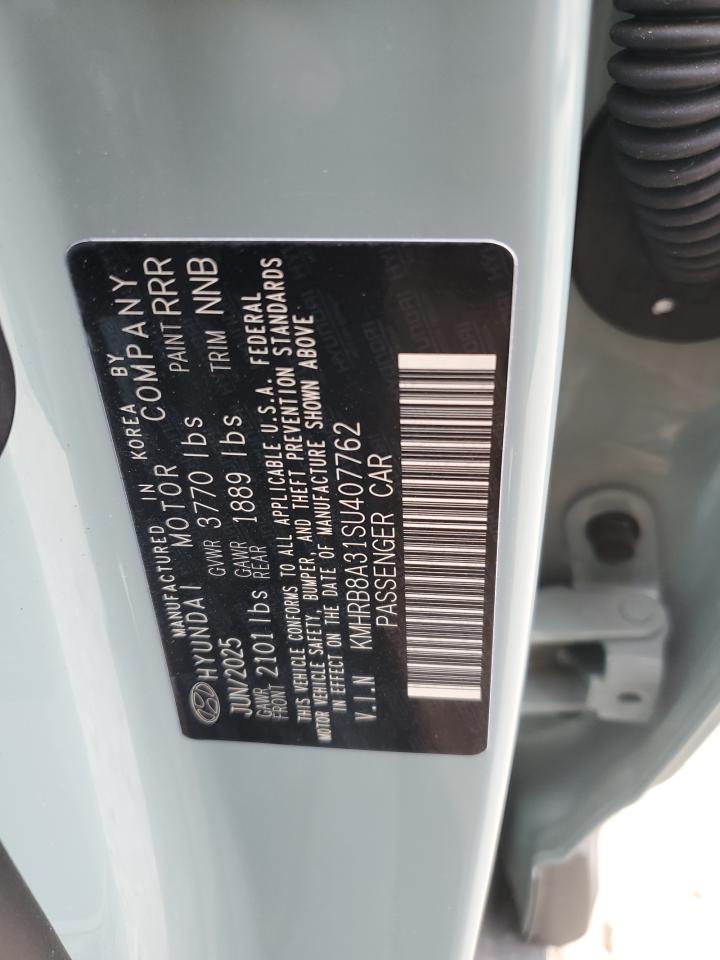 MANUFACTURED IN KOREA BY
HYUNDAI MOTOR COMPANY
JUN/2025 GVWR 3770 lbs PAINT RRR
GAWR FRONT 2101 lbs GAWR REAR 1889 lbs TRIM NNB
THIS VEHICLE CONFORMS TO ALL APPLICABLE U.S.A. FEDERAL
MOTOR VEHICLE SAFETY, BUMPER, AND THEFT PREVENTION STANDARDS
IN EFFECT ON THE DATE OF MANUFACTURE SHOWN ABOVE
V.I.N KMHRB8A31SU407762
PASSENGER CAR